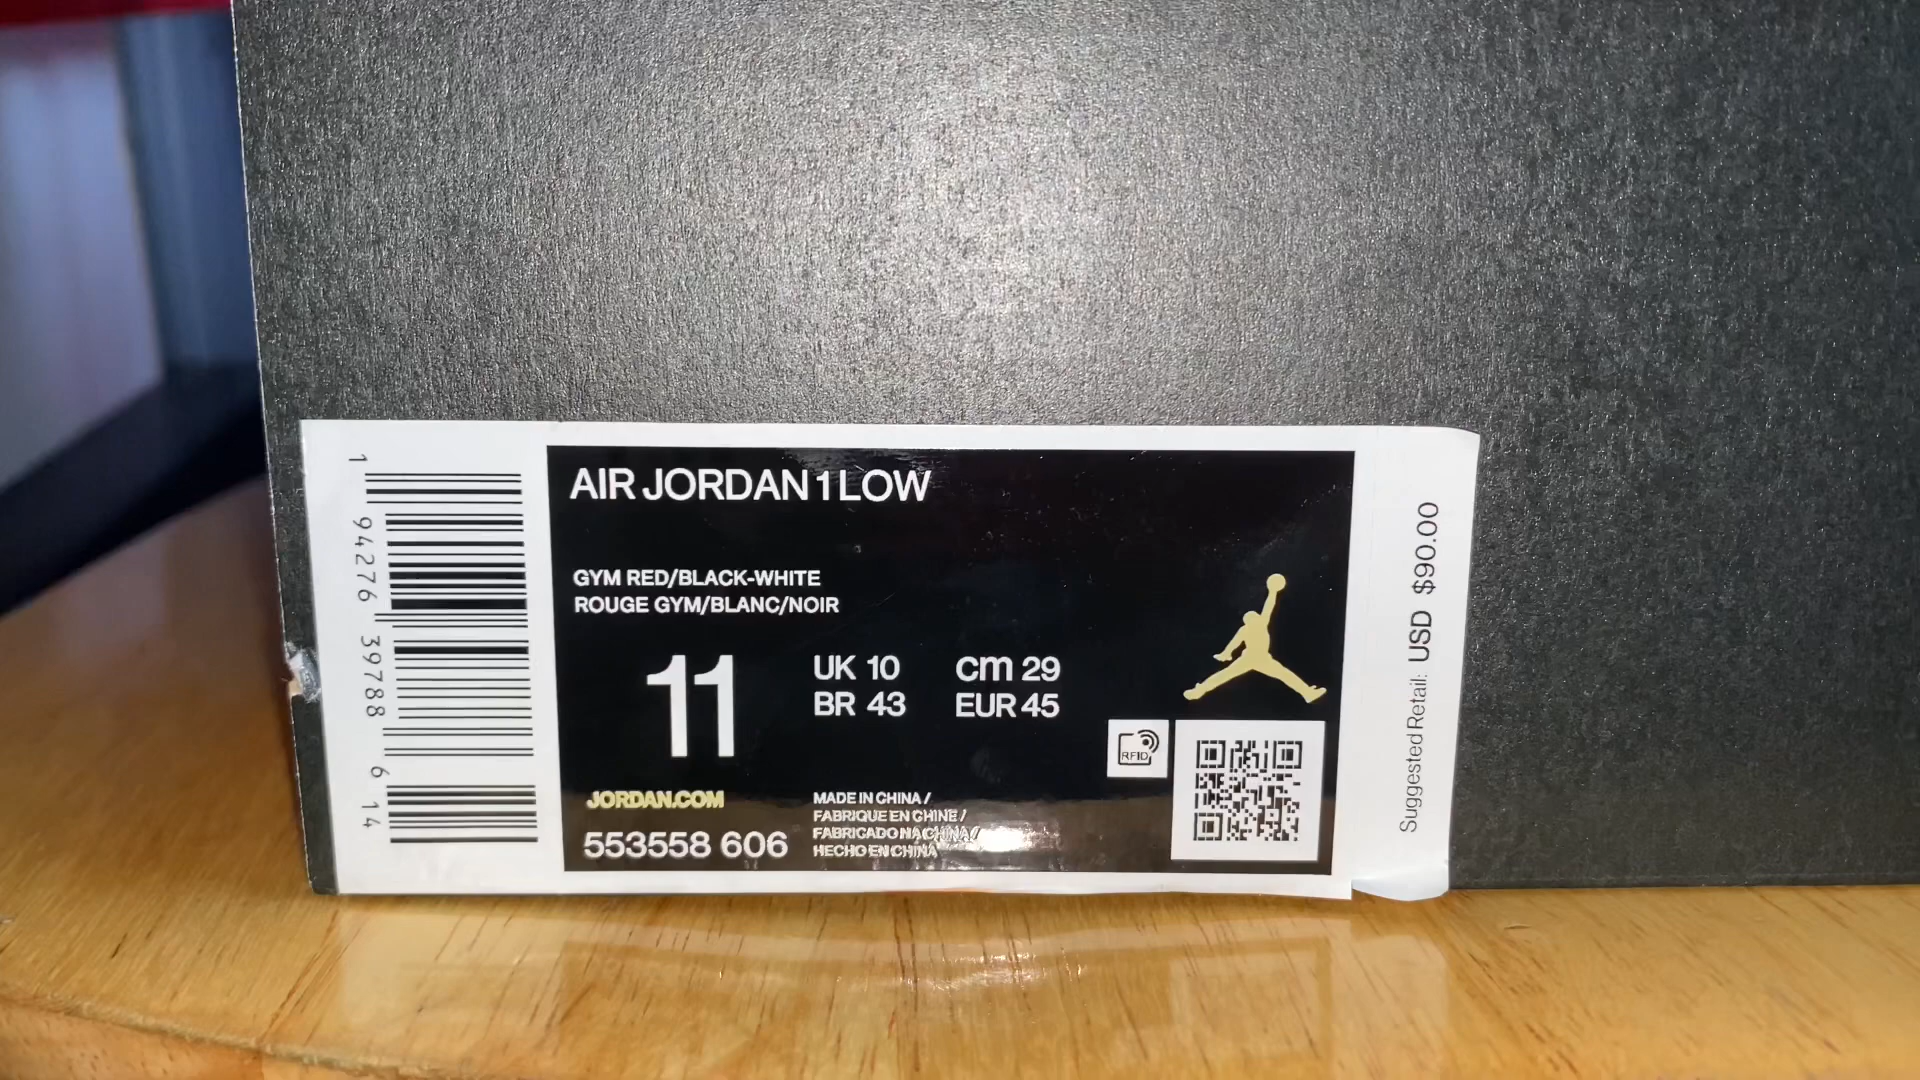 AIR JORDAN 1 LOW
GYM RED/BLACK-WHITE
ROUGE GYM/BLANC/NOIR
11
UK 10
cm 29
BR 43
EUR 45
RFID
JORDAN.COM
553558 606
MADE IN CHINA /
FABRIQUE EN CHINE /
FABRICADO NA CHINA /
HECHO EN CHINA
1 94276 39788 6 14
Suggested Retail: USD $90.00